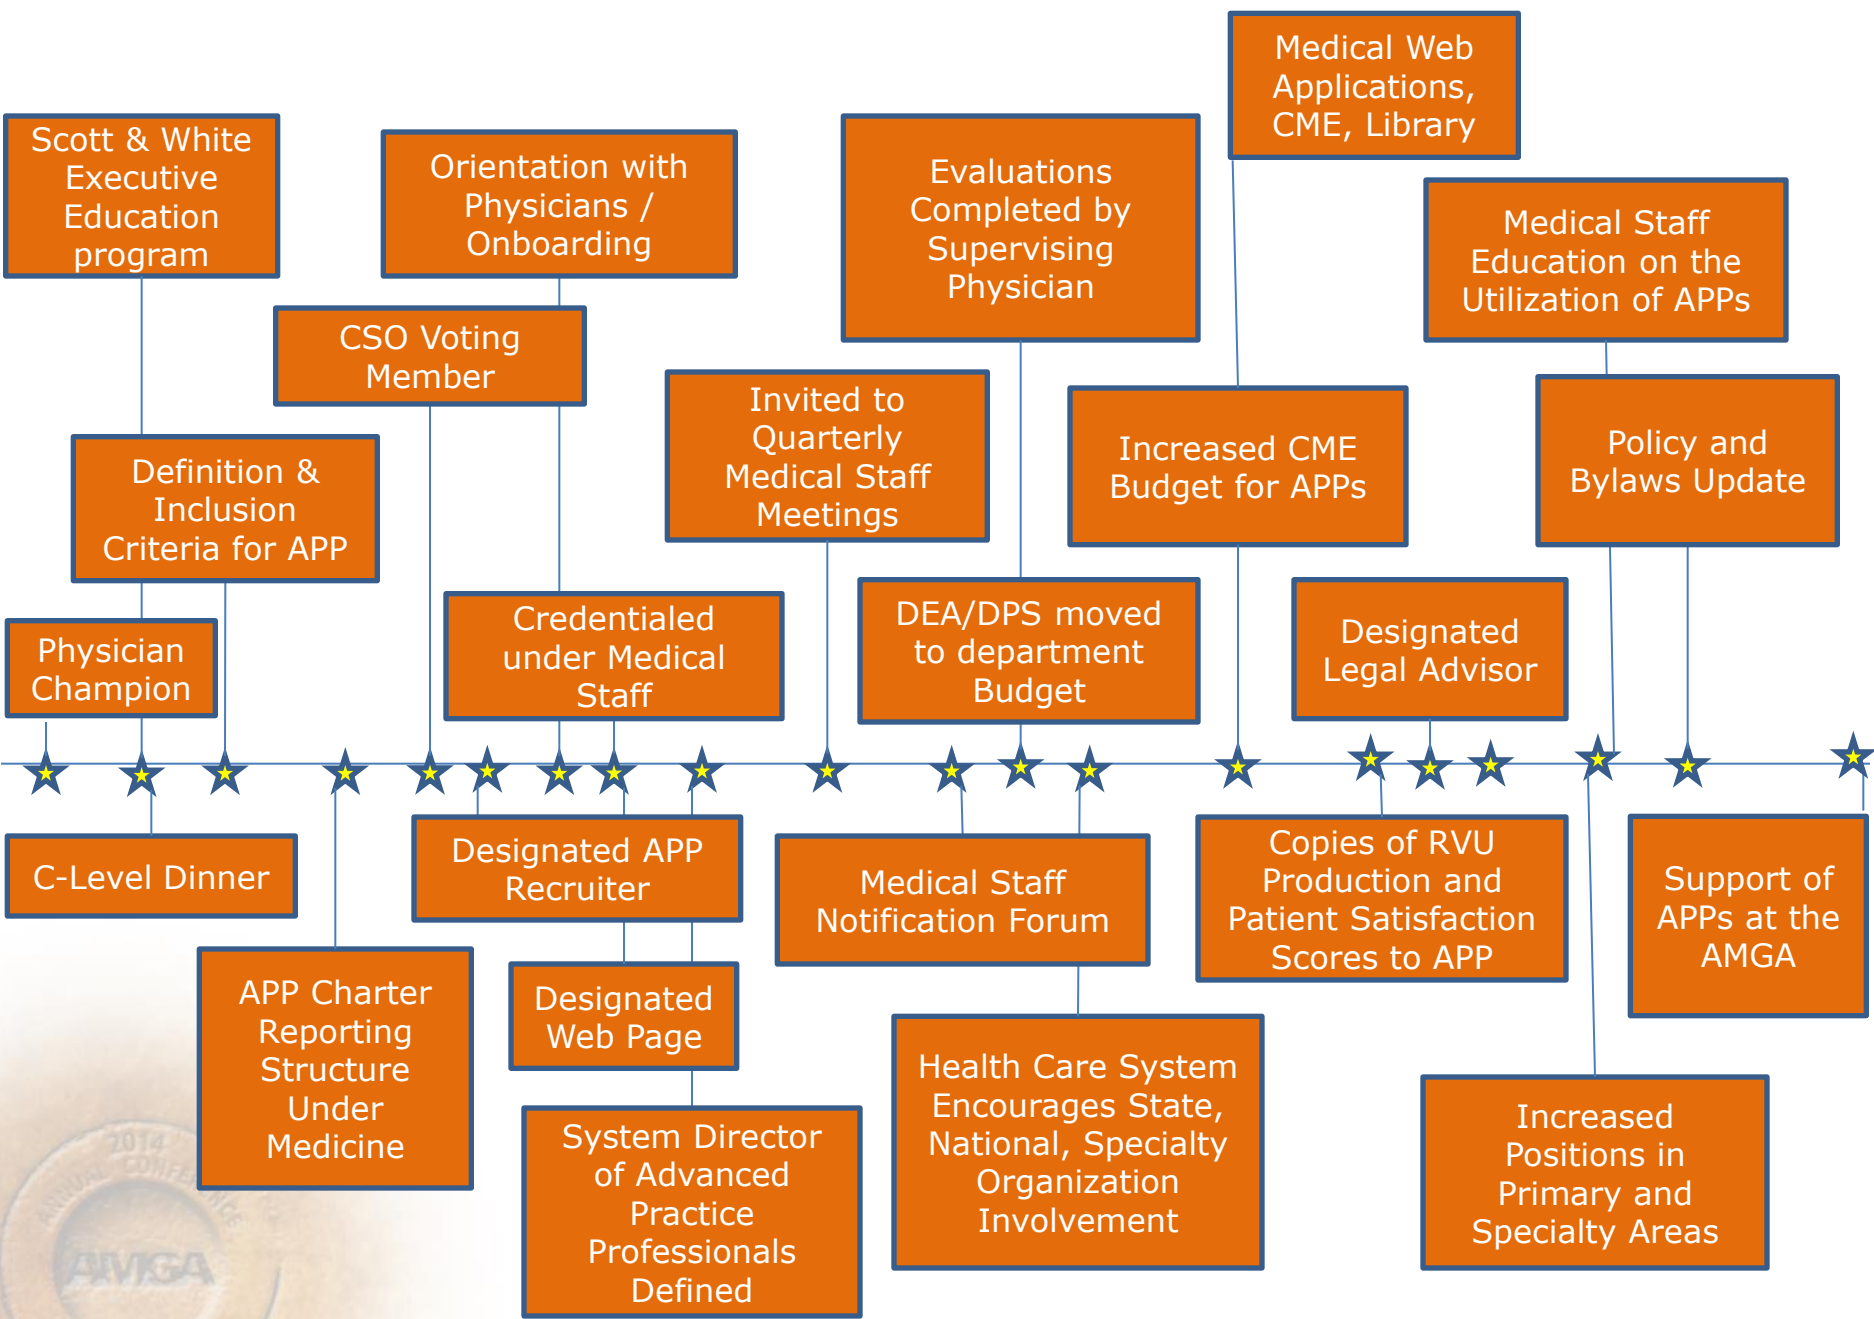 Medical Web
Applications,
CME, Library
Scott & White
Executive
Education
program
Orientation with
Physicians /
Onboarding
Evaluations
Completed by
Supervising
Physician
Medical Staff
Education on the
Utilization of APPs
CSO Voting
Member
Invited to
Quarterly
Medical Staff
Meetings
Increased CME
Budget for APPs
Policy and
Bylaws Update
Definition &
Inclusion
Criteria for APP
Physician
Champion
Credentialed
under Medical
Staff
DEA/DPS moved
to department
Budget
Designated
Legal Advisor
C-Level Dinner
Designated APP
Recruiter
Medical Staff
Notification Forum
Copies of RVU
Production and
Patient Satisfaction
Scores to APP
Support of
APPs at the
AMGA
APP Charter
Reporting
Structure
Under
Medicine
Designated
Web Page
Health Care System
Encourages State,
National, Specialty
Organization
Involvement
Increased
Positions in
Primary and
Specialty Areas
System Director
of Advanced
Practice
Professionals
Defined
2014
ANNUAL CONFERENCE
AMGA